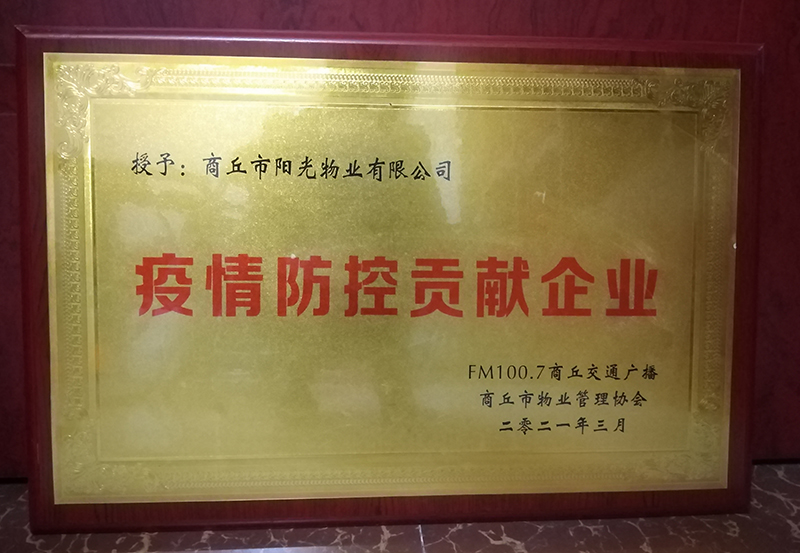 授予：商丘市阳光物业有限公司
疫情防控贡献企业
FM100.7商丘交通广播
商丘市物业管理协会
二零二一年三月